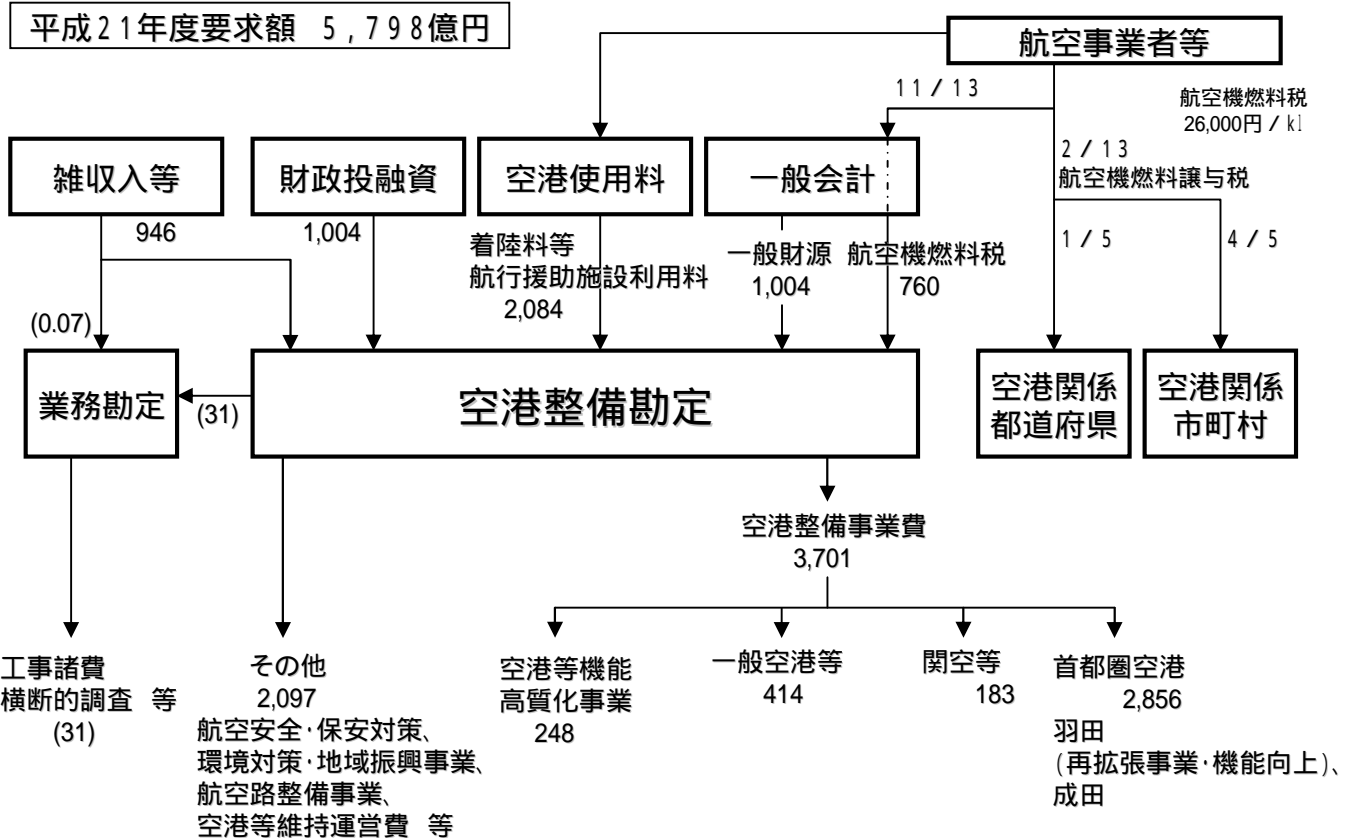 平成21年度要求額 5,798億円
航空事業者等
11/13
航空機燃料税
26,000円/kl
2/13
航空機燃料譲与税
雑収入等
財政投融資
空港使用料
一般会計
946
1,004
着陸料等
航行援助施設利用料
2,084
一般財源
1,004
航空機燃料税
760
1/5
4/5
(0.07)
業務勘定
(31)
空港整備勘定
空港関係
都道府県
空港関係
市町村
空港整備事業費
3,701
工事諸費
横断的調査 等
(31)
その他
2,097
航空安全・保安対策、
環境対策・地域振興事業、
航空路整備事業、
空港等維持運営費 等
空港等機能
高質化事業
248
一般空港等
414
関空等
183
首都圏空港
2,856
羽田
(再拡張事業・機能向上)、
成田